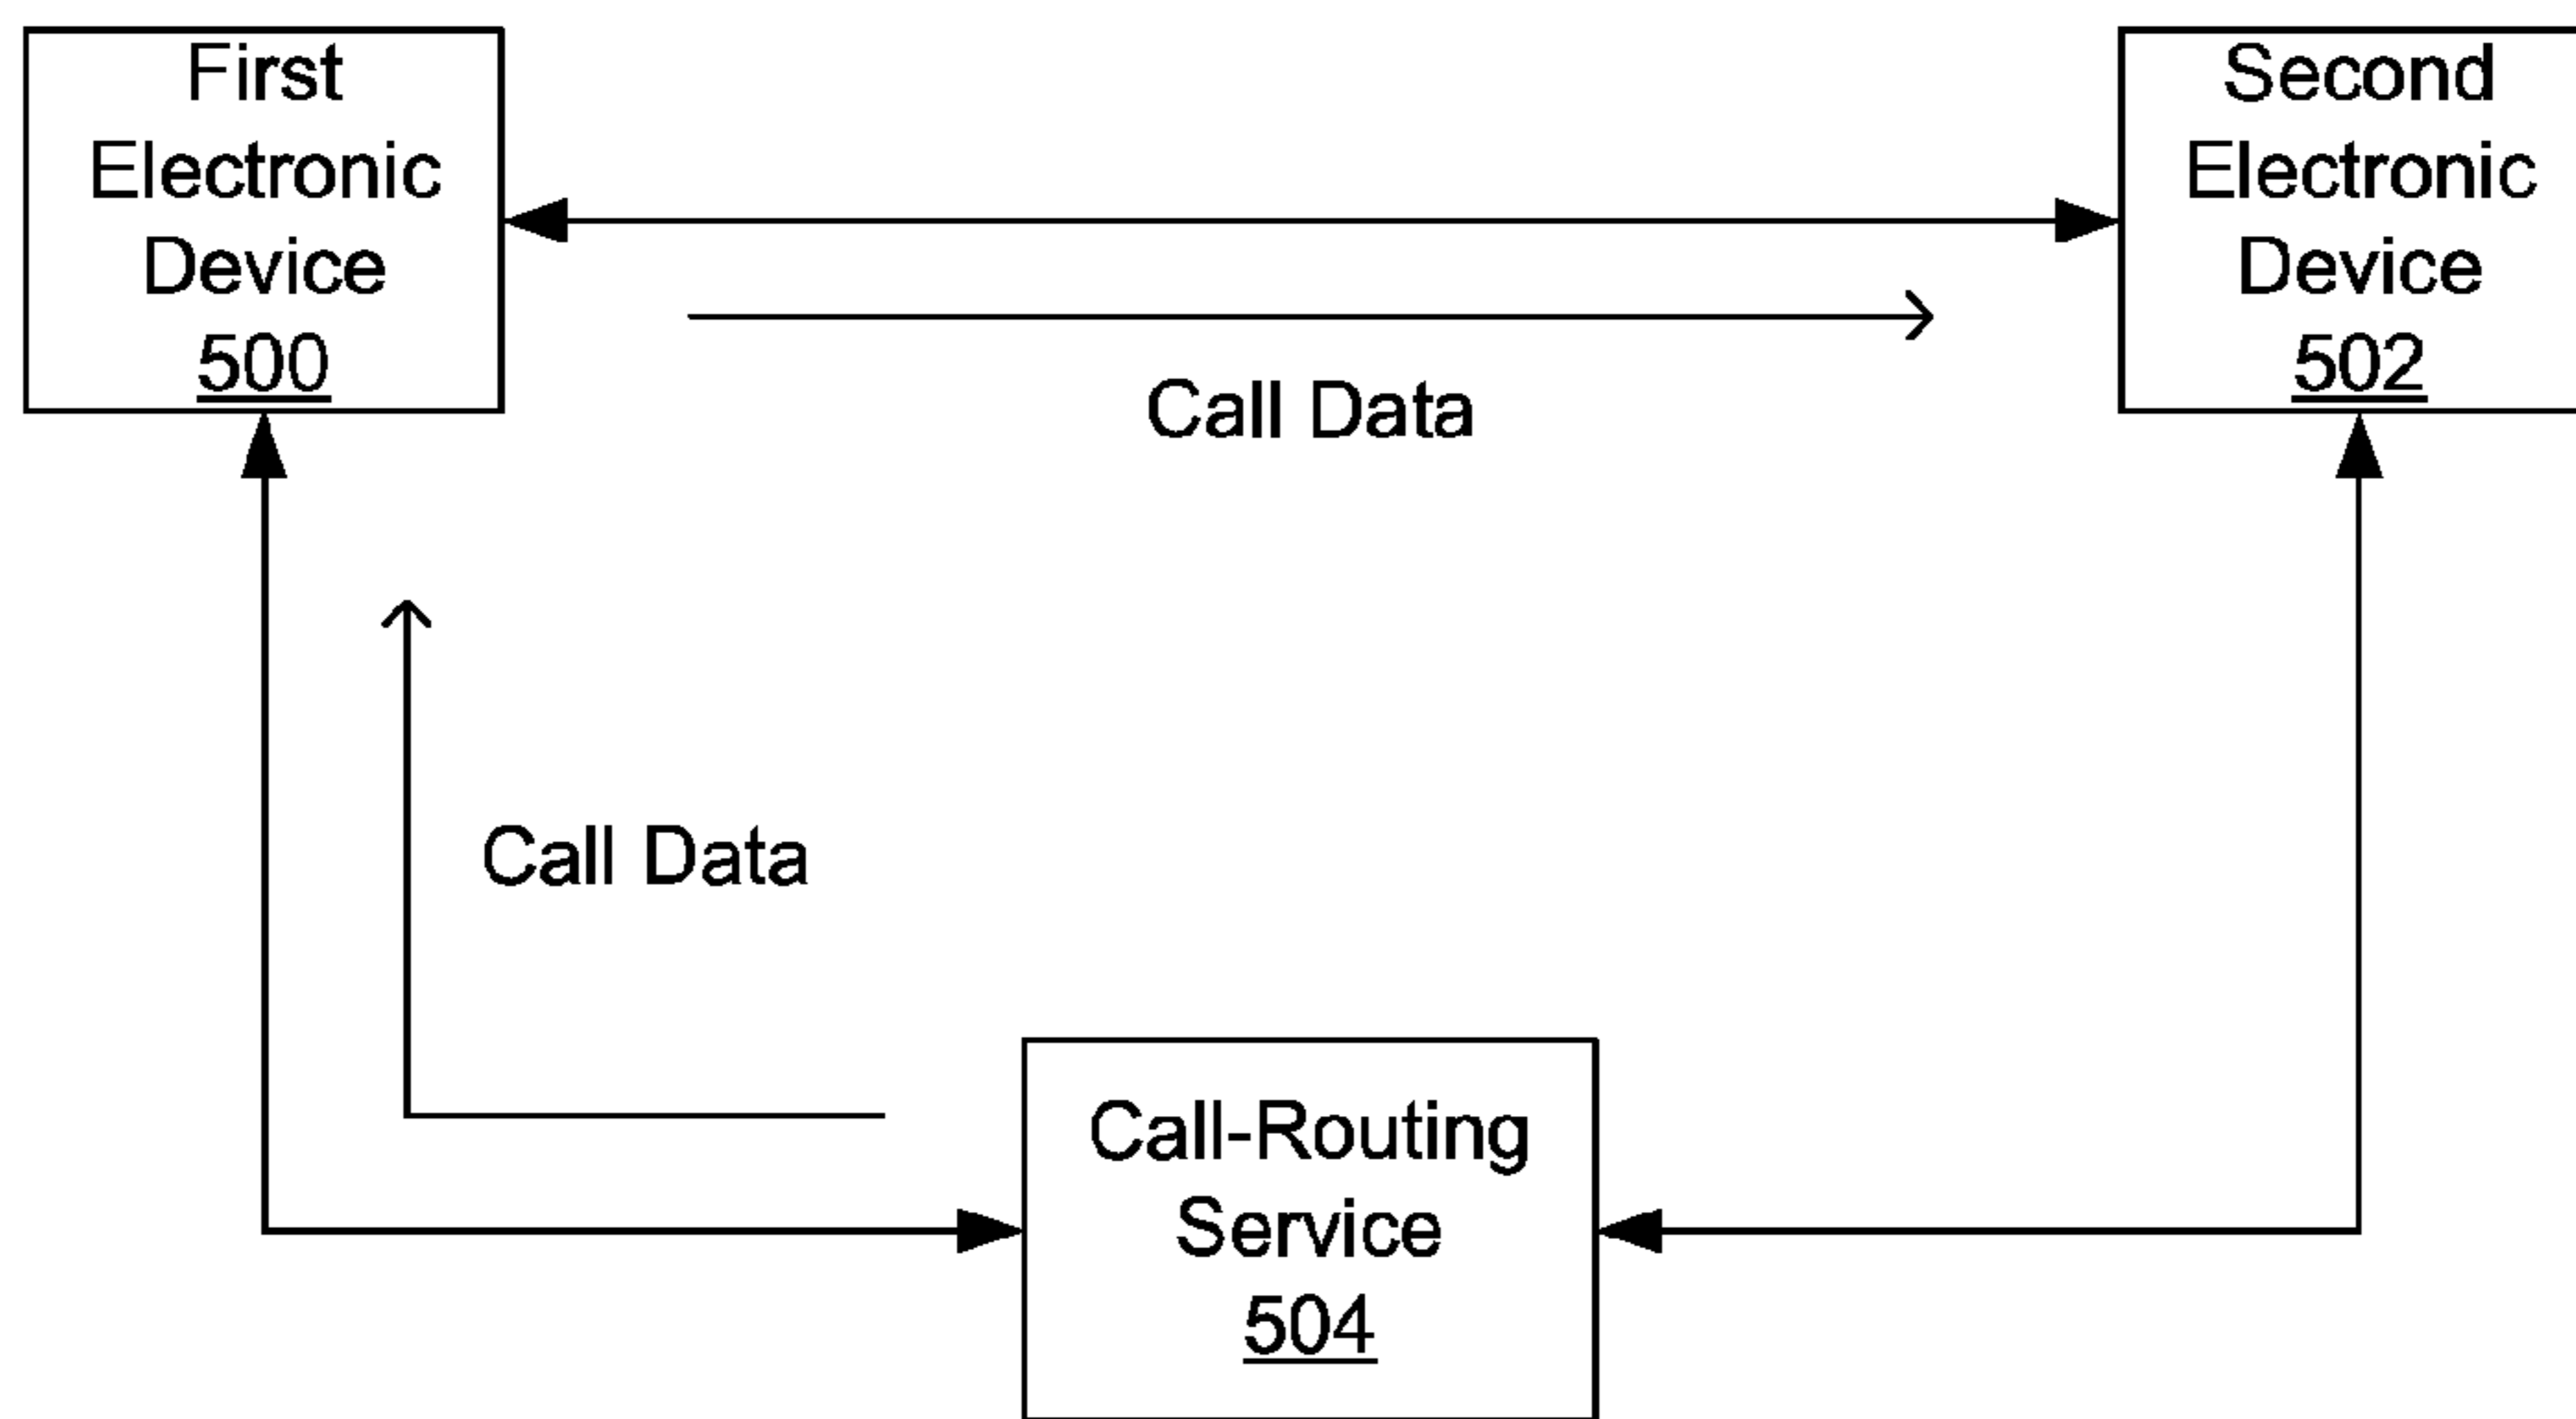 First
Electronic
Device
500
Second
Electronic
Device
502
Call Data
Call Data
Call-Routing
Service
504